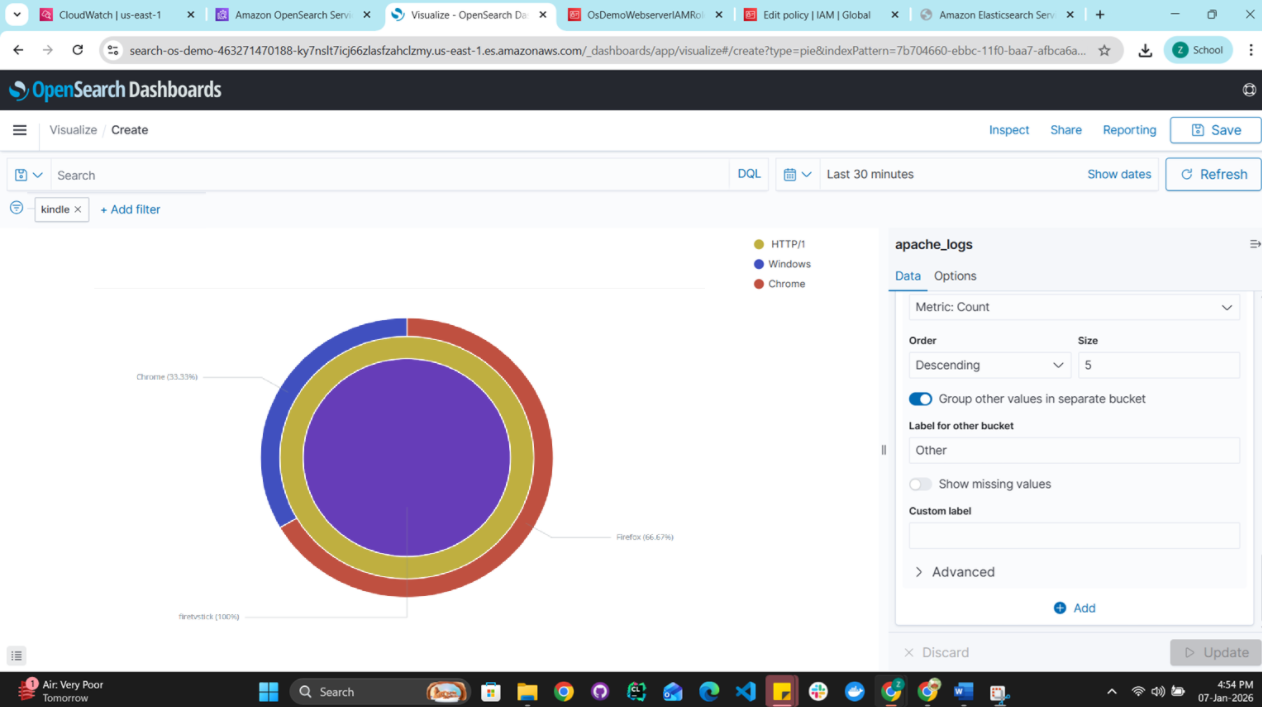 CloudWatch | us-east-1
Amazon OpenSearch Servi
Visualize - OpenSearch Da
OsDemoWebserverIAMRol
Edit policy | IAM | Global
Amazon Elasticsearch Serv
search-os-demo-463271470188-ky7nslt7icj66zlasfzahclzmy.us-east-1.es.amazonaws.com/_dashboards/app/visualize#/create?type=pie&indexPattern=7b704660-ebbc-11f0-baa7-afbca6a...
Z School
OpenSearch Dashboards
Visualize / Create
Inspect Share Reporting Save
Search DQL Last 30 minutes Show dates Refresh
kindle × + Add filter
HTTP/1
Windows
Chrome
Chrome (33.33%)
Firefox (66.67%)
firetvstick (100%)
apache_logs
Data Options
Metric: Count
Order Size
Descending 5
Group other values in separate bucket
Label for other bucket
Other
Show missing values
Custom label
Advanced
Add
Discard Update
1 Air: Very Poor
Tomorrow
Search
4:54 PM
07-Jan-2026